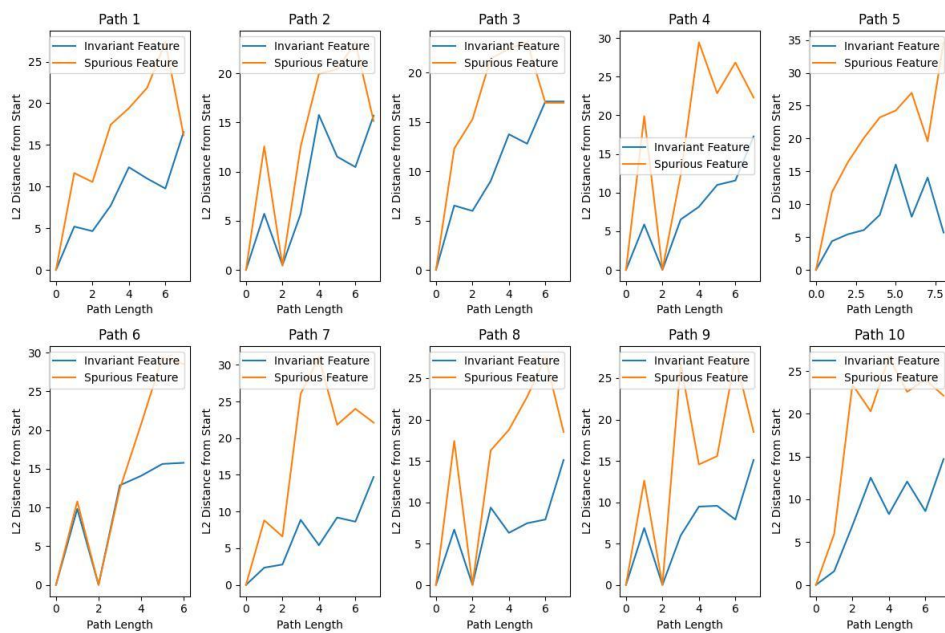 Path 1
Invariant Feature
Spurious Feature
L2 Distance from Start
0
5
10
15
20
25
0
2
4
6
Path Length
Path 2
Invariant Feature
Spurious Feature
L2 Distance from Start
0
5
10
15
20
0
2
4
6
Path Length
Path 3
Invariant Feature
Spurious Feature
L2 Distance from Start
0
5
10
15
20
0
2
4
6
Path Length
Path 4
Invariant Feature
Spurious Feature
L2 Distance from Start
0
5
10
15
20
25
30
0
2
4
6
Path Length
Path 5
Invariant Feature
Spurious Feature
L2 Distance from Start
0
5
10
15
20
25
30
35
0.0
2.5
5.0
7.5
Path Length
Path 6
Invariant Feature
Spurious Feature
L2 Distance from Start
0
5
10
15
20
25
30
0
2
4
6
Path Length
Path 7
Invariant Feature
Spurious Feature
L2 Distance from Start
0
5
10
15
20
25
30
0
2
4
6
Path Length
Path 8
Invariant Feature
Spurious Feature
L2 Distance from Start
0
5
10
15
20
25
0
2
4
6
Path Length
Path 9
Invariant Feature
Spurious Feature
L2 Distance from Start
0
5
10
15
20
25
0
2
4
6
Path Length
Path 10
Invariant Feature
Spurious Feature
L2 Distance from Start
0
5
10
15
20
25
0
2
4
6
Path Length